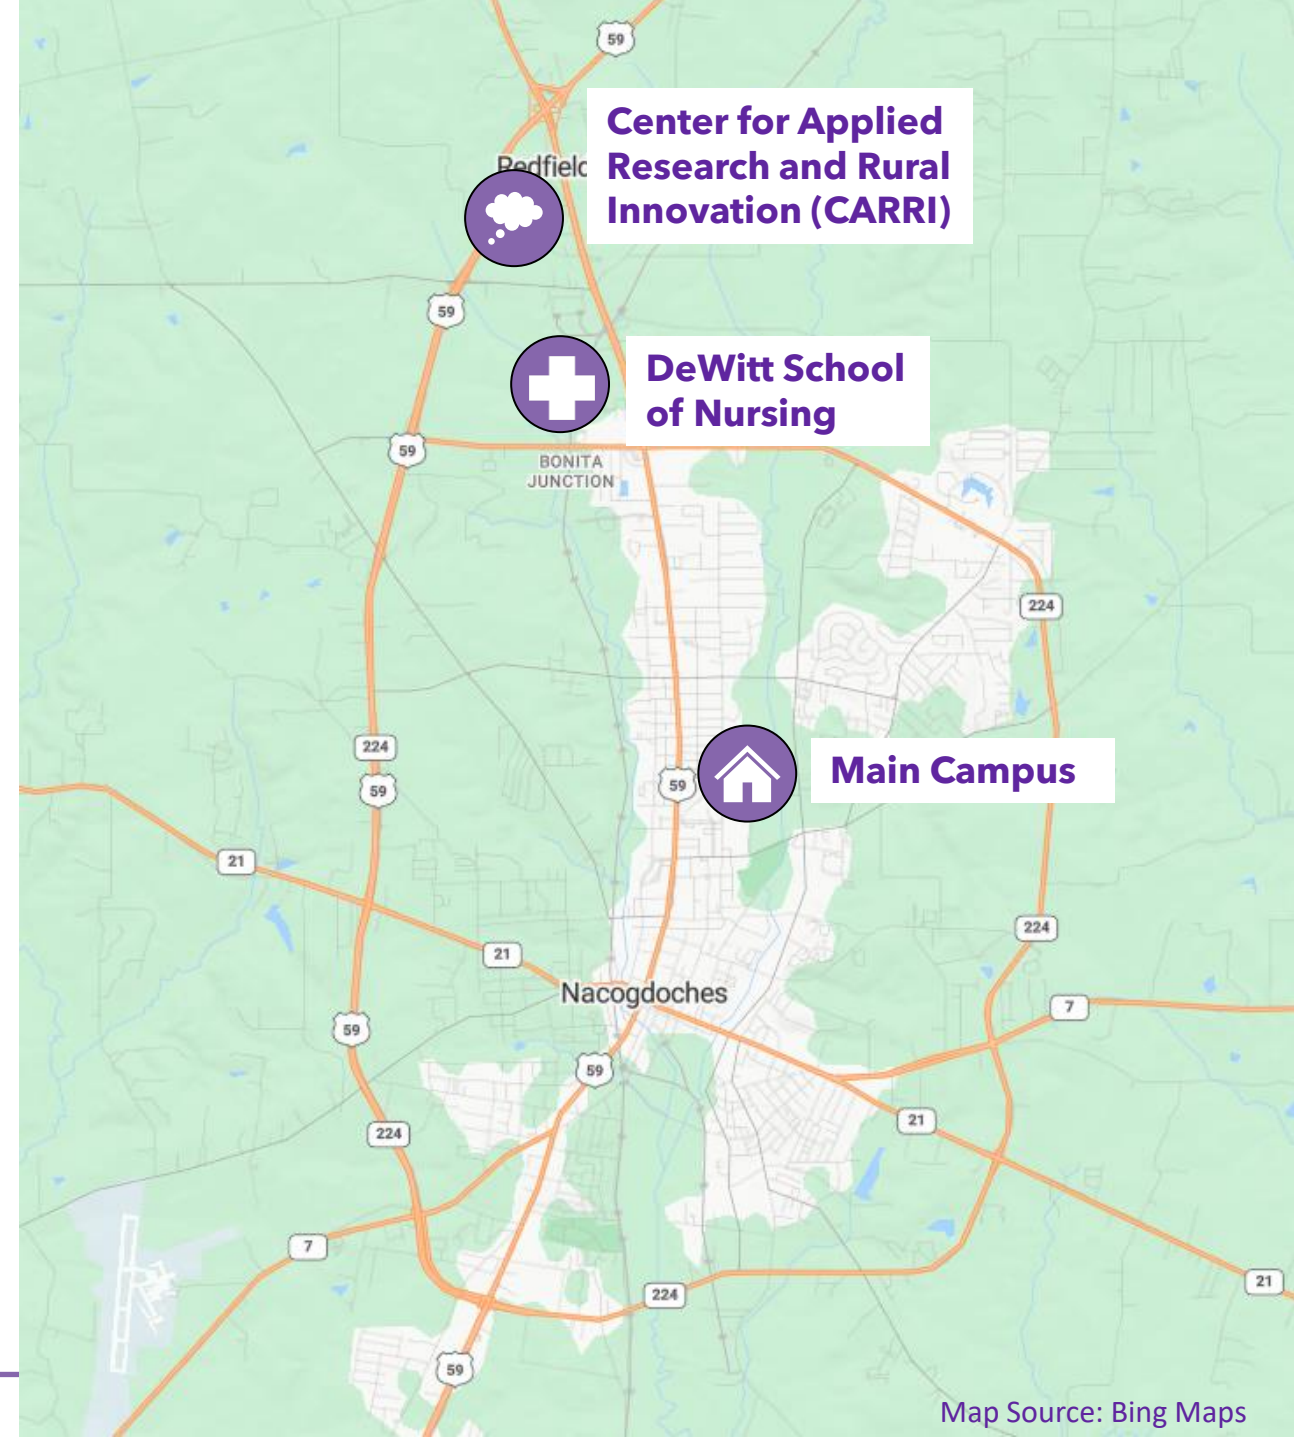 59
Center for Applied
Research and Rural
Innovation (CARRI)
Redfield
59
DeWitt School
of Nursing
59
BONITA
JUNCTION
224
224
59
59
Main Campus
21
224
21
Nacogdoches
7
59
59
21
224
7
21
224
59
Map Source: Bing Maps